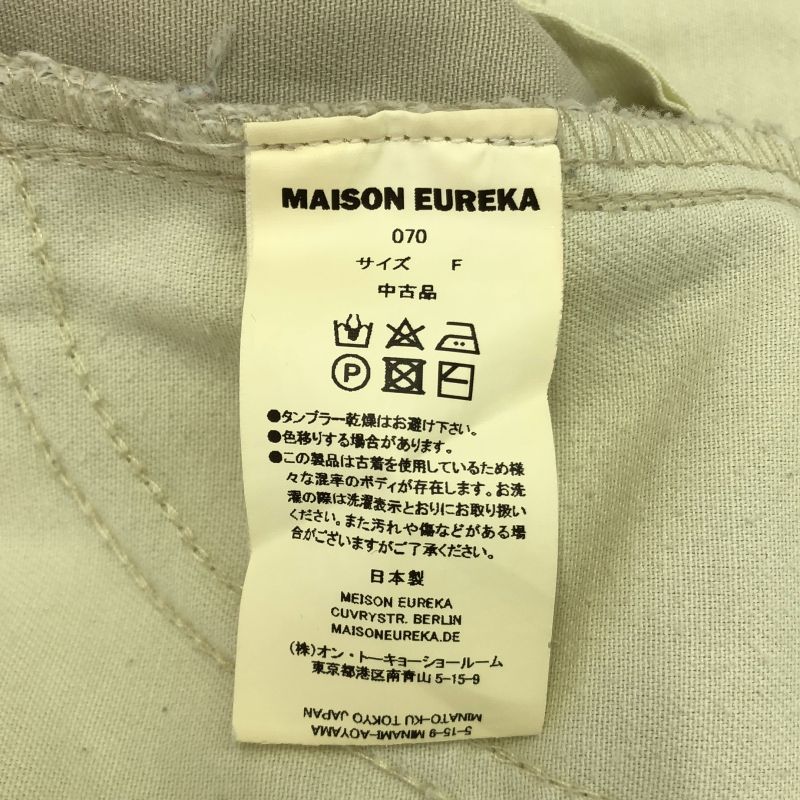 MAISON EUREKA
070
サイズ F
中古品
P
●タンブラー乾燥はお避け下さい。
●色移りする場合があります。
●この製品は古着を使用しているため様
々な混率のボディが存在します。お洗
濯の際は洗濯表示とおりにお取り扱い
ください。また汚れや傷などがある場
合がございますがご了承ください。
日本製
MEISON EUREKA
CUVRYSTR. BERLIN
MAISONEUREKA.DE
(株)オン・トーキョーショールーム
東京都港区南青山5-15-9
MINATO-KU TOKYO JAPAN
5-15-9 MINAMI-AOYAMA